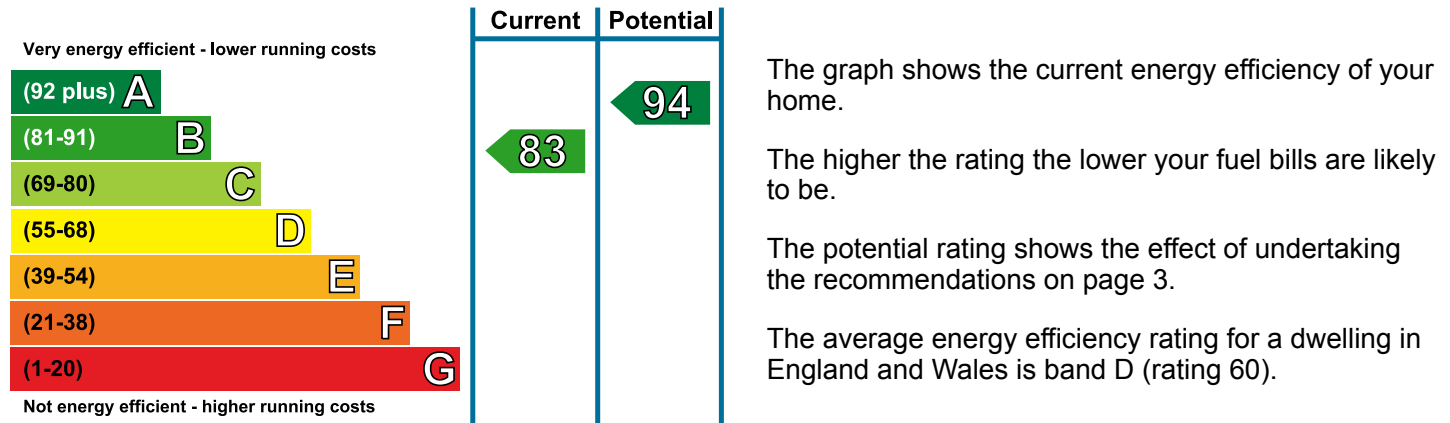 Current Potential
Very energy efficient - lower running costs
(92 plus) A
94
(81-91) B
83
(69-80) C
(55-68) D
(39-54) E
(21-38) F
(1-20) G
Not energy efficient - higher running costs
The graph shows the current energy efficiency of your
home.
The higher the rating the lower your fuel bills are likely
to be.
The potential rating shows the effect of undertaking
the recommendations on page 3.
The average energy efficiency rating for a dwelling in
England and Wales is band D (rating 60).